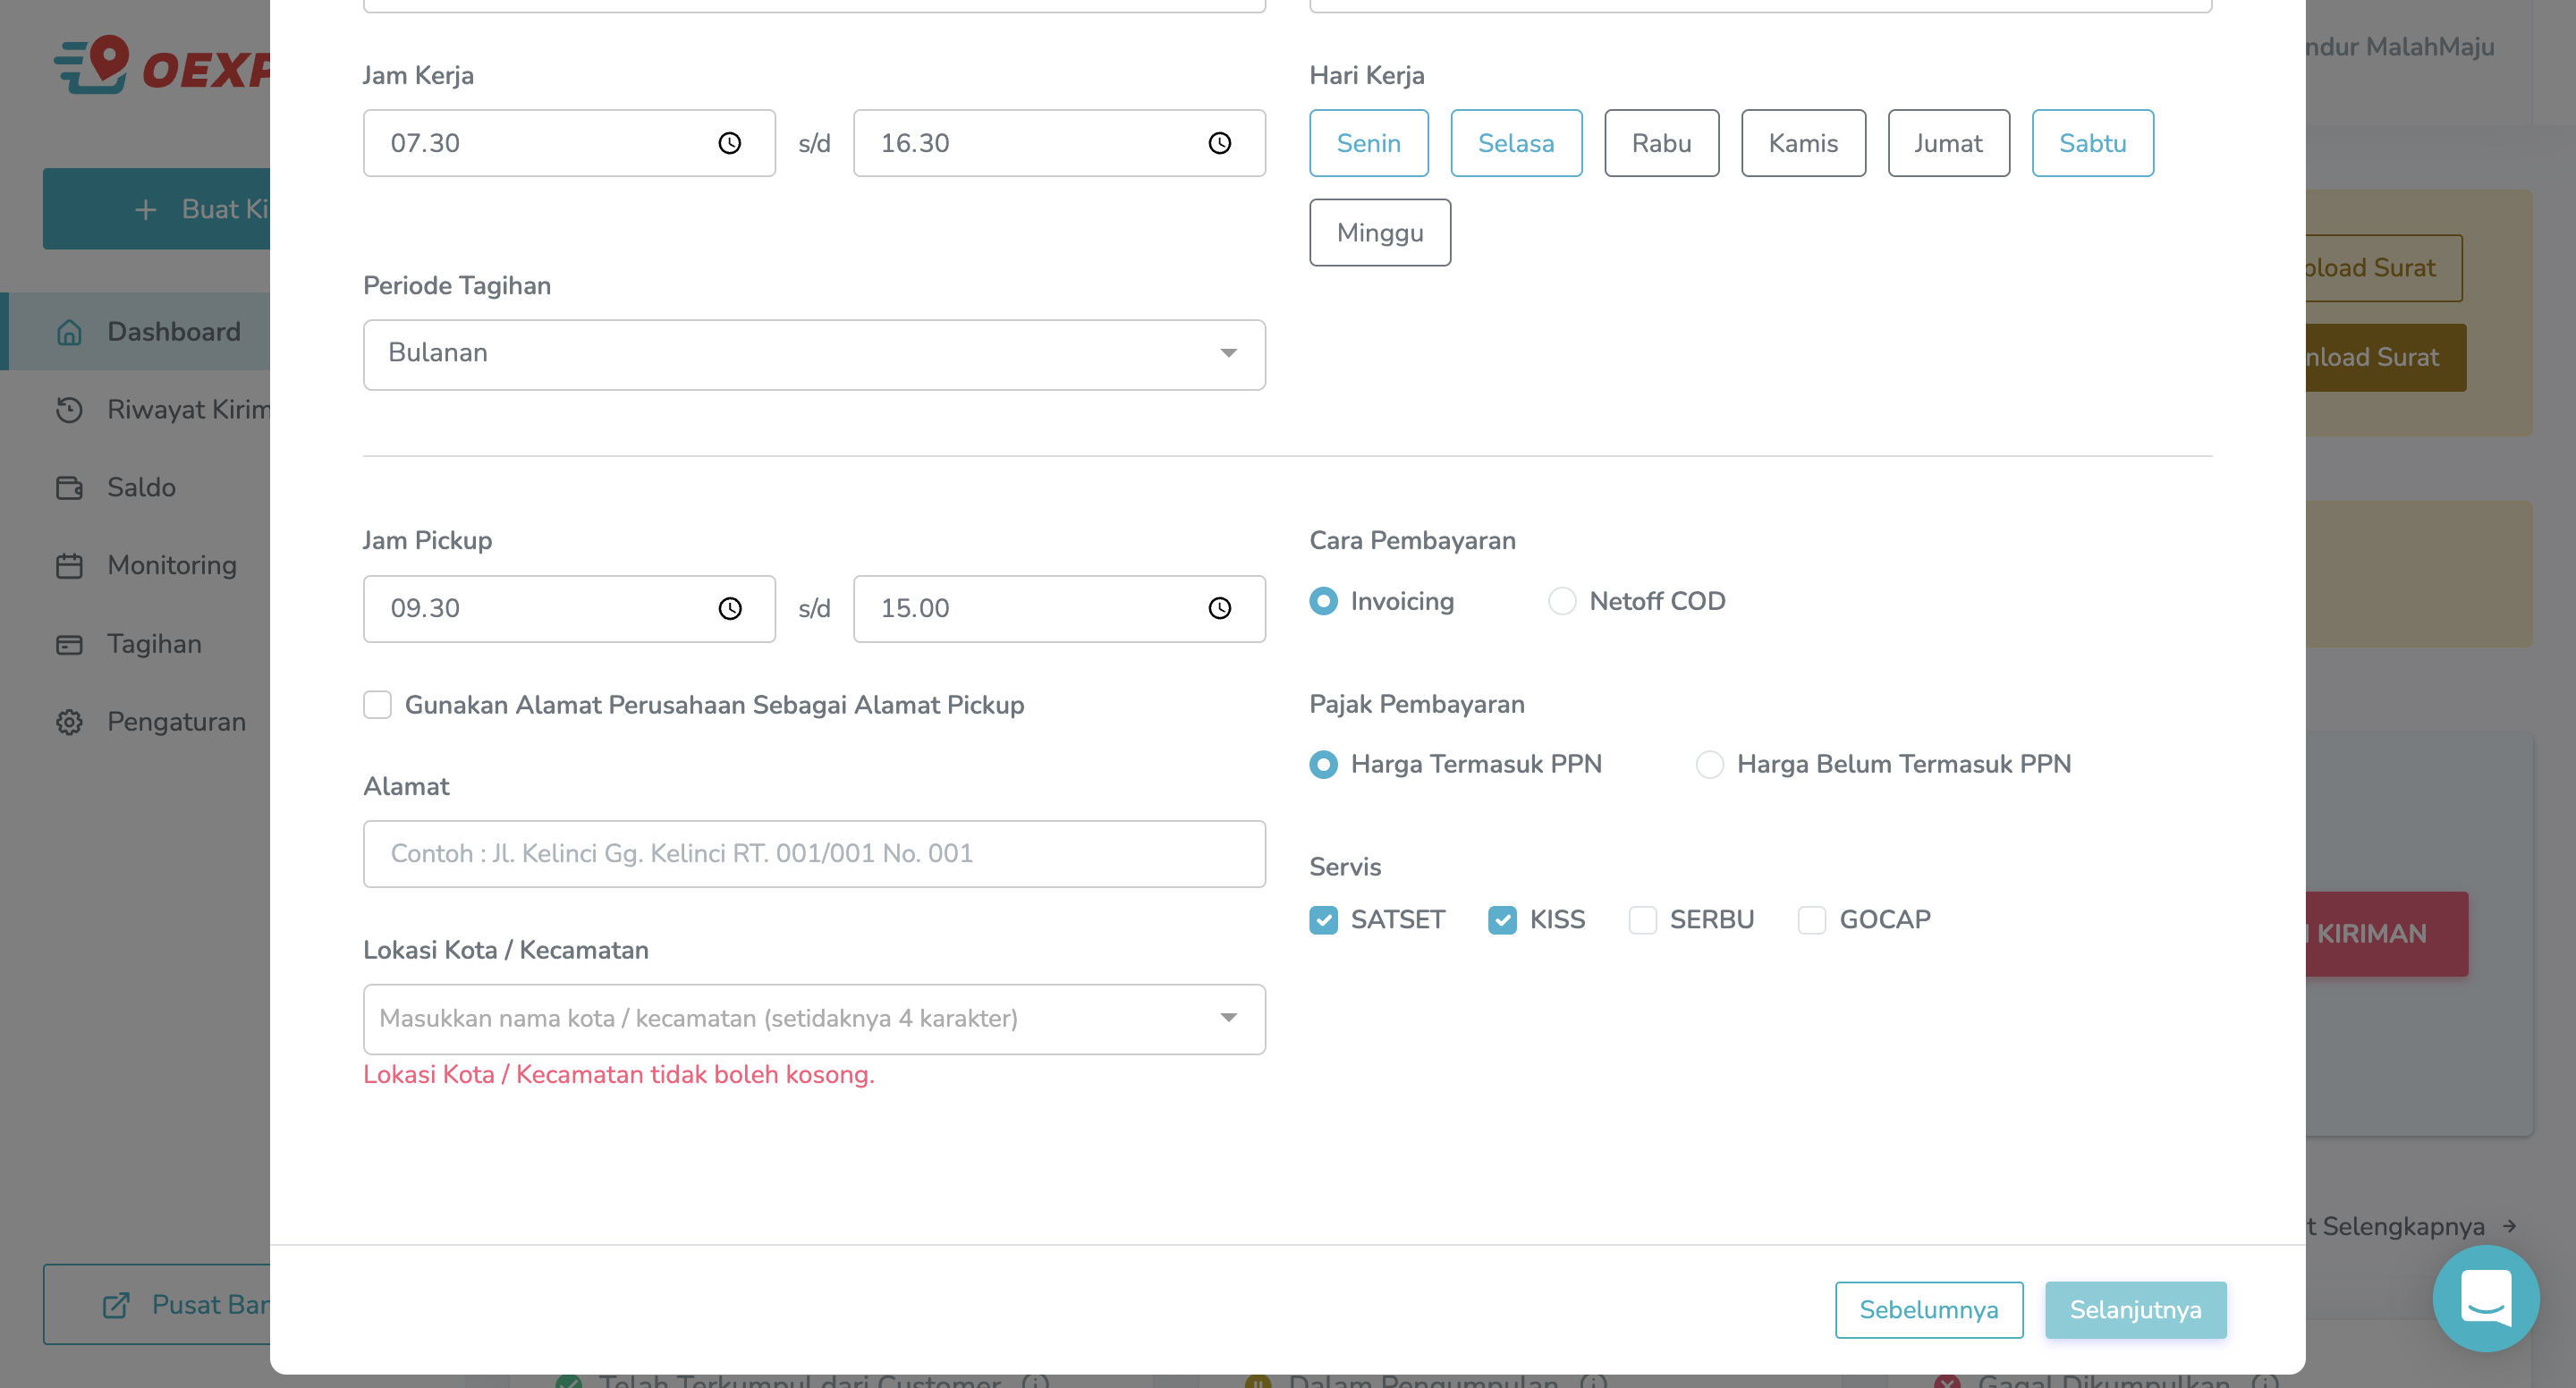 OEXP
ndur MalahMaju
Buat Ki
Dashboard
Riwayat Kirim
Saldo
Monitoring
Tagihan
Pengaturan
Pusat Ban
Jam Kerja
07.30 s/d 16.30
Hari Kerja
Senin Selasa Rabu Kamis Jumat Sabtu
Minggu
Periode Tagihan
Bulanan
Jam Pickup
09.30 s/d 15.00
Gunakan Alamat Perusahaan Sebagai Alamat Pickup
Alamat
Contoh : Jl. Kelinci Gg. Kelinci RT. 001/001 No. 001
Lokasi Kota / Kecamatan
Masukkan nama kota / kecamatan (setidaknya 4 karakter)
Lokasi Kota / Kecamatan tidak boleh kosong.
Cara Pembayaran
Invoicing Netoff COD
Pajak Pembayaran
Harga Termasuk PPN Harga Belum Termasuk PPN
Servis
SATSET KISS SERBU GOCAP
Sebelumnya Selanjutnya
pload Surat
nload Surat
KIRIMAN
t Selengkapnya
Telah Terkumpul dari Customer
Dalam Pengumpulan
Gagal Dikumpulkan